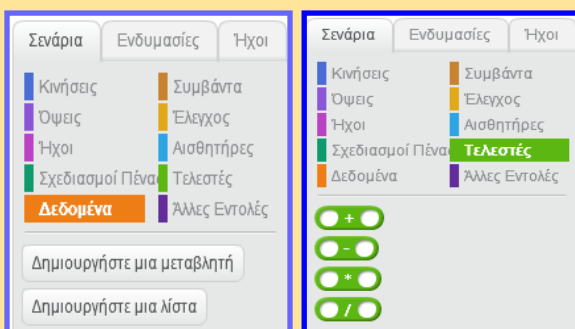 Σενάρια Ενδυμασίες Ήχοι
Κινήσεις Συμβάντα
Όψεις Έλεγχος
Ήχοι Αισθητήρες
Σχεδιασμοί Πένα Τελεστές
Δεδομένα Άλλες Εντολές
Δημιουργήστε μια μεταβλητή
Δημιουργήστε μια λίστα
Σενάρια Ενδυμασίες Ήχοι
Κινήσεις Συμβάντα
Όψεις Έλεγχος
Ήχοι Αισθητήρες
Σχεδιασμοί Πένα Τελεστές
Δεδομένα Άλλες Εντολές
+
-
*
/